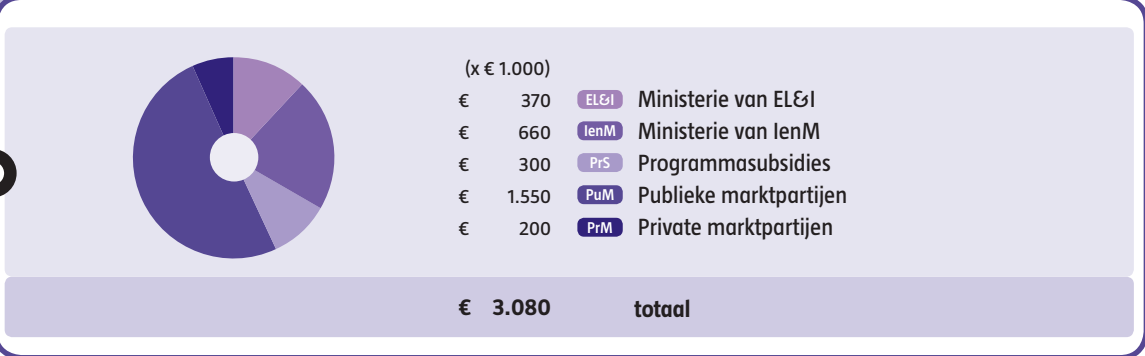 (x € 1.000)
€ 370 EL&I Ministerie van EL&I
€ 660 IenM Ministerie van IenM
€ 300 PrS Programmasubsidies
€ 1.550 PuM Publieke marktpartijen
€ 200 PrM Private marktpartijen
€ 3.080 totaal